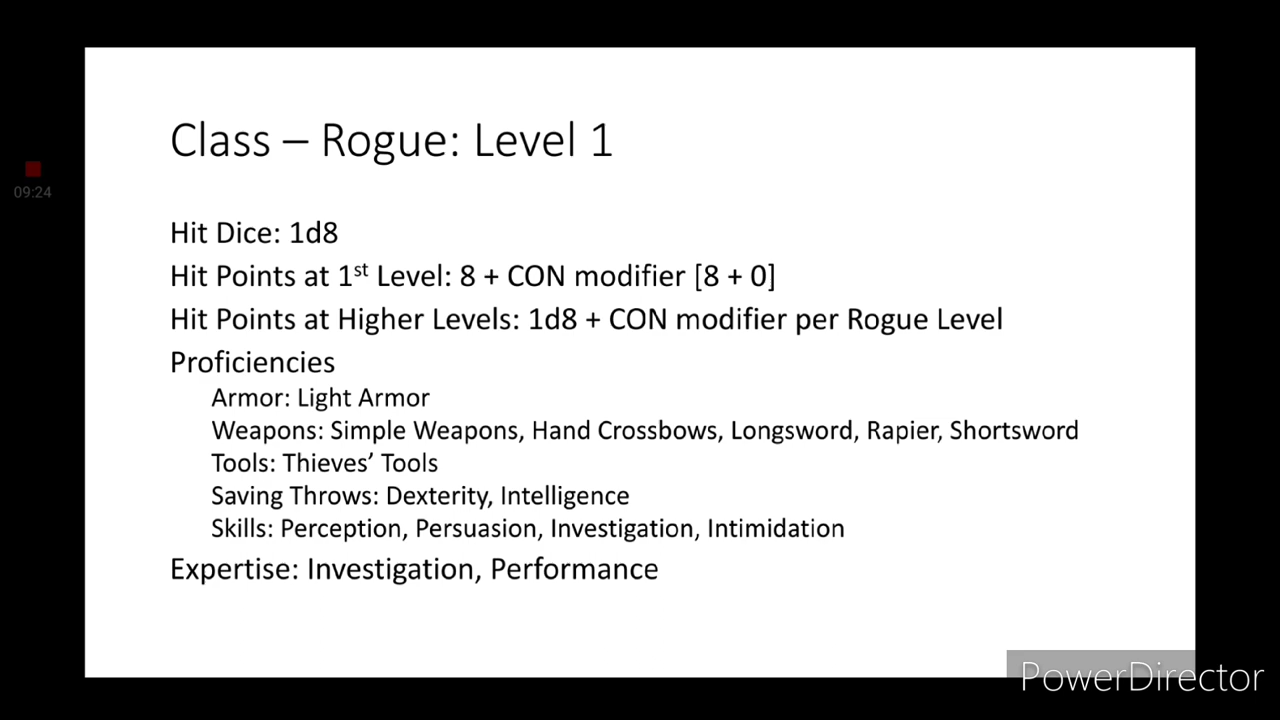 Class – Rogue: Level 1
09:24
Hit Dice: 1d8
Hit Points at 1st Level: 8 + CON modifier [8 + 0]
Hit Points at Higher Levels: 1d8 + CON modifier per Rogue Level
Proficiencies
Armor: Light Armor
Weapons: Simple Weapons, Hand Crossbows, Longsword, Rapier, Shortsword
Tools: Thieves’ Tools
Saving Throws: Dexterity, Intelligence
Skills: Perception, Persuasion, Investigation, Intimidation
Expertise: Investigation, Performance
PowerDirector